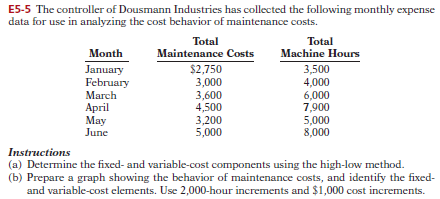 E5-5 The controller of Dousmann Industries has collected the following monthly expense
data for use in analyzing the cost behavior of maintenance costs.
Total Total
Month Maintenance Costs Machine Hours
January $2,750 3,500
February 3,000 4,000
March 3,600 6,000
April 4,500 7,900
May 3,200 5,000
June 5,000 8,000
Instructions
(a) Determine the fixed- and variable-cost components using the high-low method.
(b) Prepare a graph showing the behavior of maintenance costs, and identify the fixed-
and variable-cost elements. Use 2,000-hour increments and $1,000 cost increments.